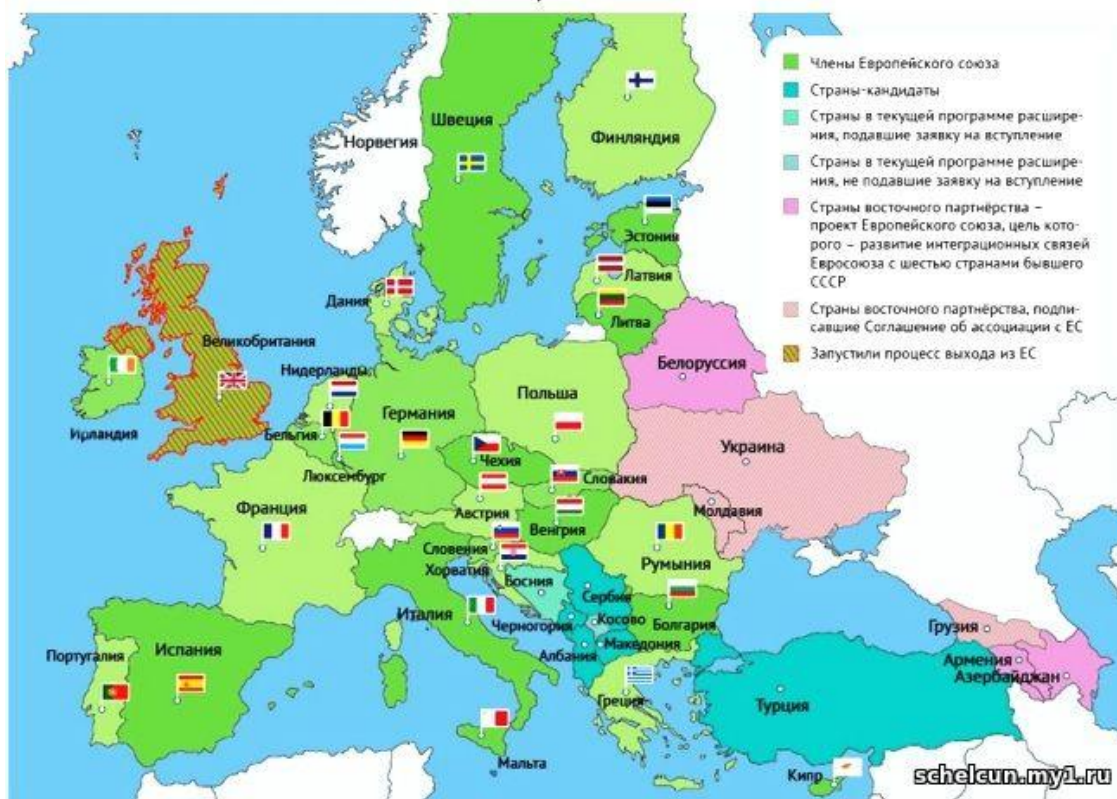 Члены Европейского союза
Страны-кандидаты
Страны в текущей программе расшире-
ния, подавшие заявку на вступление
Страны в текущей программе расшире-
ния, не подавшие заявку на вступление
Страны восточного партнёрства –
проект Европейского союза, цель кото-
рого – развитие интеграционных связей
Евросоюза с шестью странами бывшего
СССР
Страны восточного партнёрства, подпи-
савшие Соглашение об ассоциации с ЕС
Запустили процесс выхода из ЕС
Швеция
Норвегия
Финляндия
Эстония
Латвия
Дания
Литва
Великобритания
Белоруссия
Нидерланды
Польша
Германия
Ирландия
Бельгия
Украина
Чехия
Люксембург
Словакия
Франция
Молдавия
Австрия
Венгрия
Словения
Румыния
Хорватия
Босния
Сербия
Италия
Черногория
Косово
Болгария
Грузия
Македония
Португалия
Испания
Албания
Армения
Азербайджан
Греция
Турция
Мальта
Кипр
schelcun.my1.ru